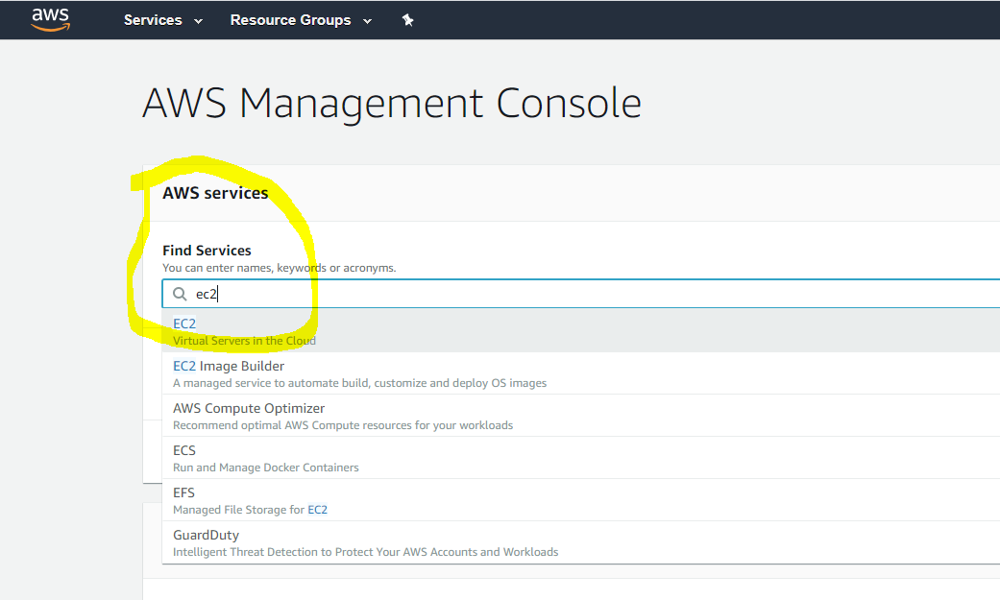 aws Services Resource Groups
AWS Management Console
AWS services
Find Services
You can enter names, keywords or acronyms.
ec2
EC2
Virtual Servers in the Cloud
EC2 Image Builder
A managed service to automate build, customize and deploy OS images
AWS Compute Optimizer
Recommend optimal AWS Compute resources for your workloads
ECS
Run and Manage Docker Containers
EFS
Managed File Storage for EC2
GuardDuty
Intelligent Threat Detection to Protect Your AWS Accounts and Workloads